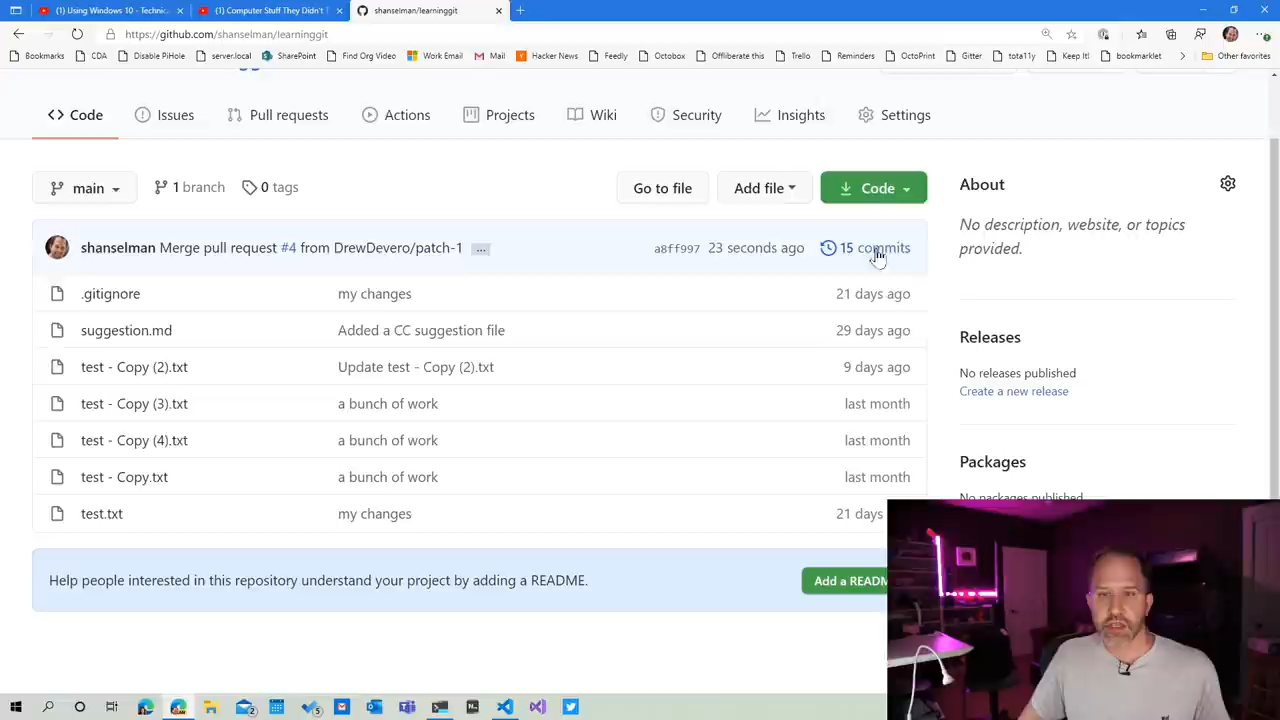 (1) Using Windows 10 - Technic
(1) Computer Stuff They Didn't T
shanselman/learninggit
https://github.com/shanselman/learninggit
Bookmarks CDA Disable PiHole server.local SharePoint Find Org Video Work Email Mail Hacker News Feedly Octobox Offliberate this Trello Reminders OctoPrint Gitter tota11y Keep It! bookmarklet Other favorites
Code Issues Pull requests Actions Projects Wiki Security Insights Settings
main 1 branch 0 tags Go to file Add file Code
About
No description, website, or topics
provided.
shanselman Merge pull request #4 from DrewDevero/patch-1 ... a8ff997 23 seconds ago 15 commits
.gitignore my changes 21 days ago
suggestion.md Added a CC suggestion file 29 days ago
Releases
test - Copy (2).txt Update test - Copy (2).txt 9 days ago
No releases published
Create a new release
test - Copy (3).txt a bunch of work last month
test - Copy (4).txt a bunch of work last month
Packages
test - Copy.txt a bunch of work last month
No packages published
test.txt my changes 21 days
Help people interested in this repository understand your project by adding a README. Add a READM